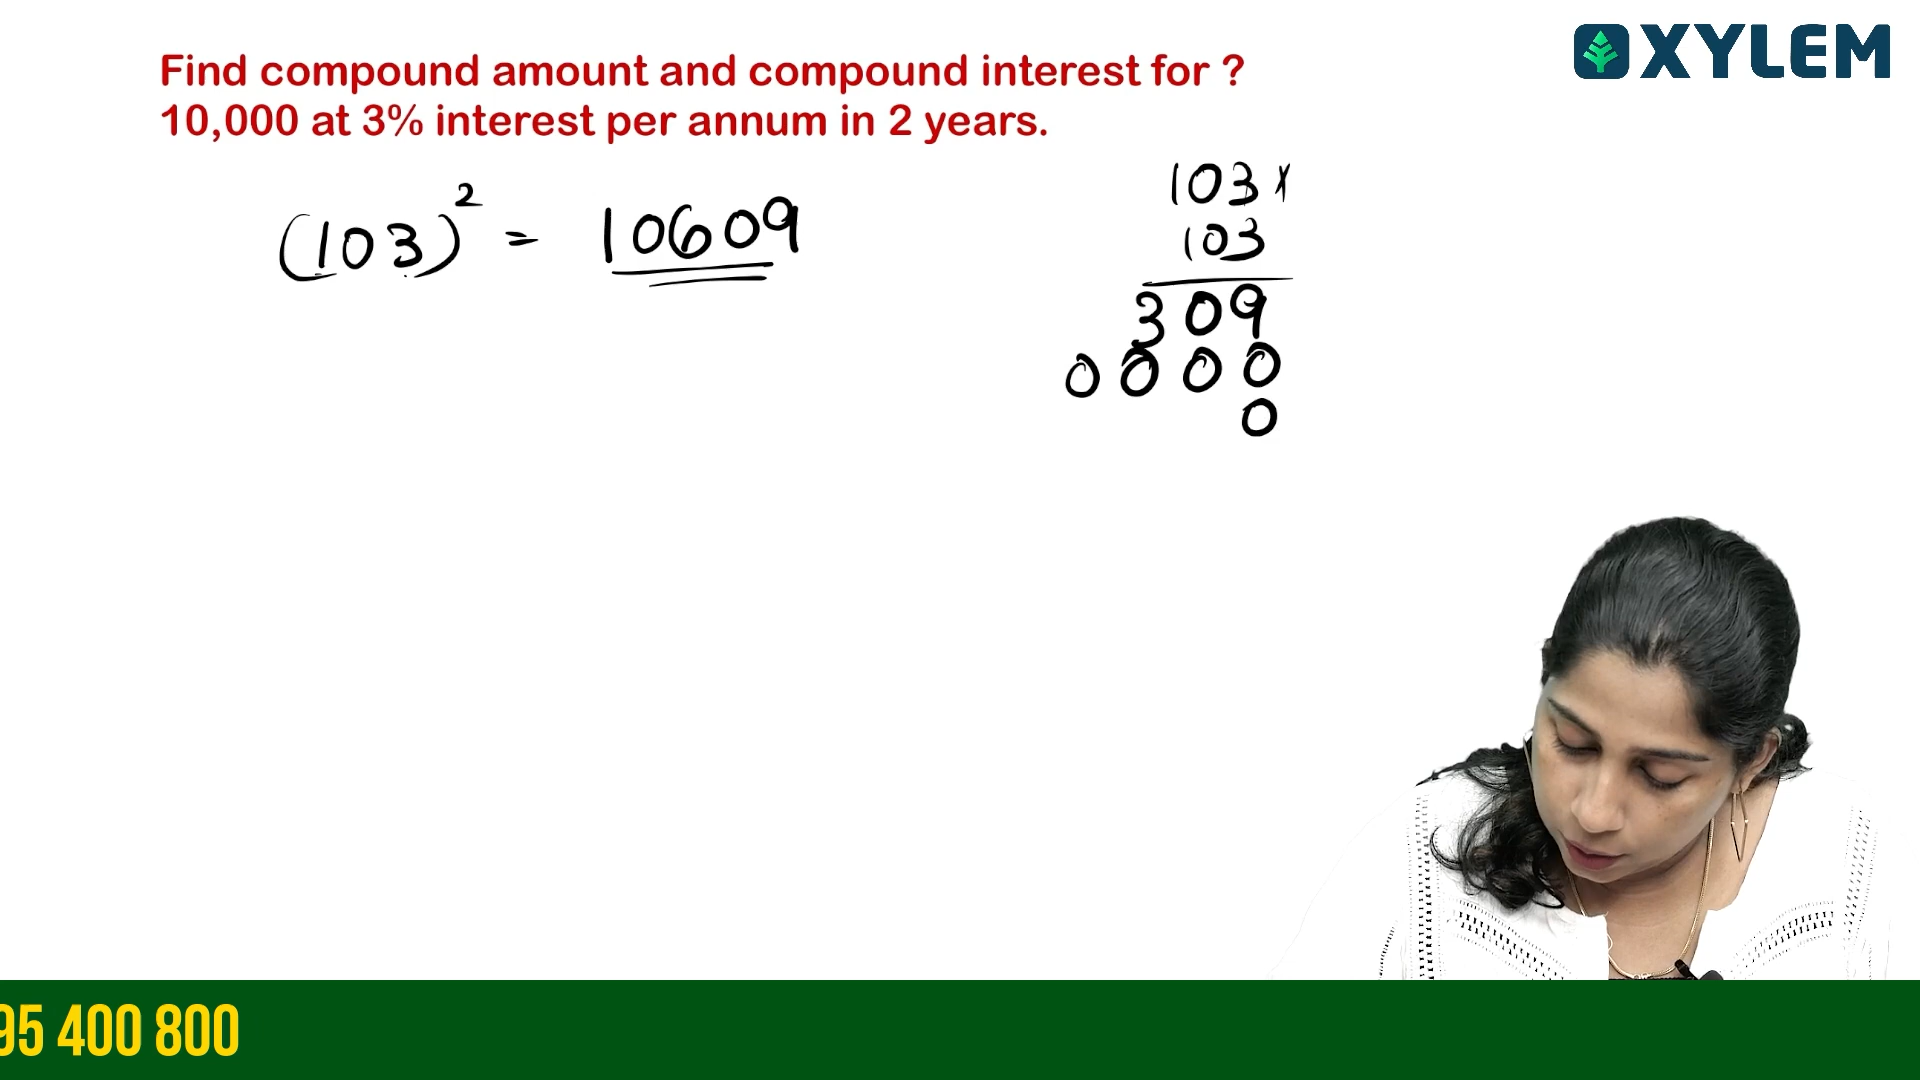 XYLEM
Find compound amount and compound interest for ?
10,000 at 3% interest per annum in 2 years.
(103)² = 10609
103 ×
103
309
0000
0
95 400 800